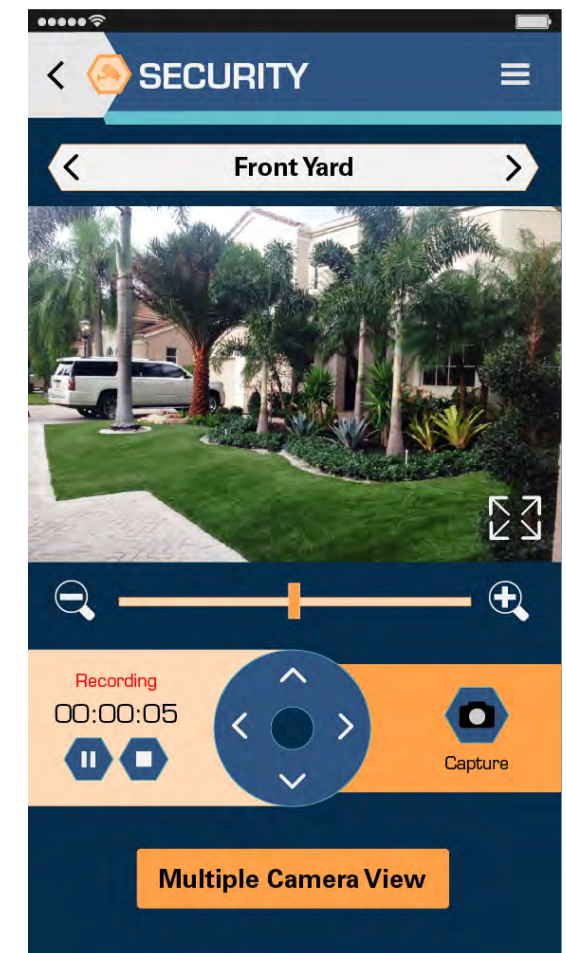 SECURITY
Front Yard
Recording
00:00:05
Capture
Multiple Camera View